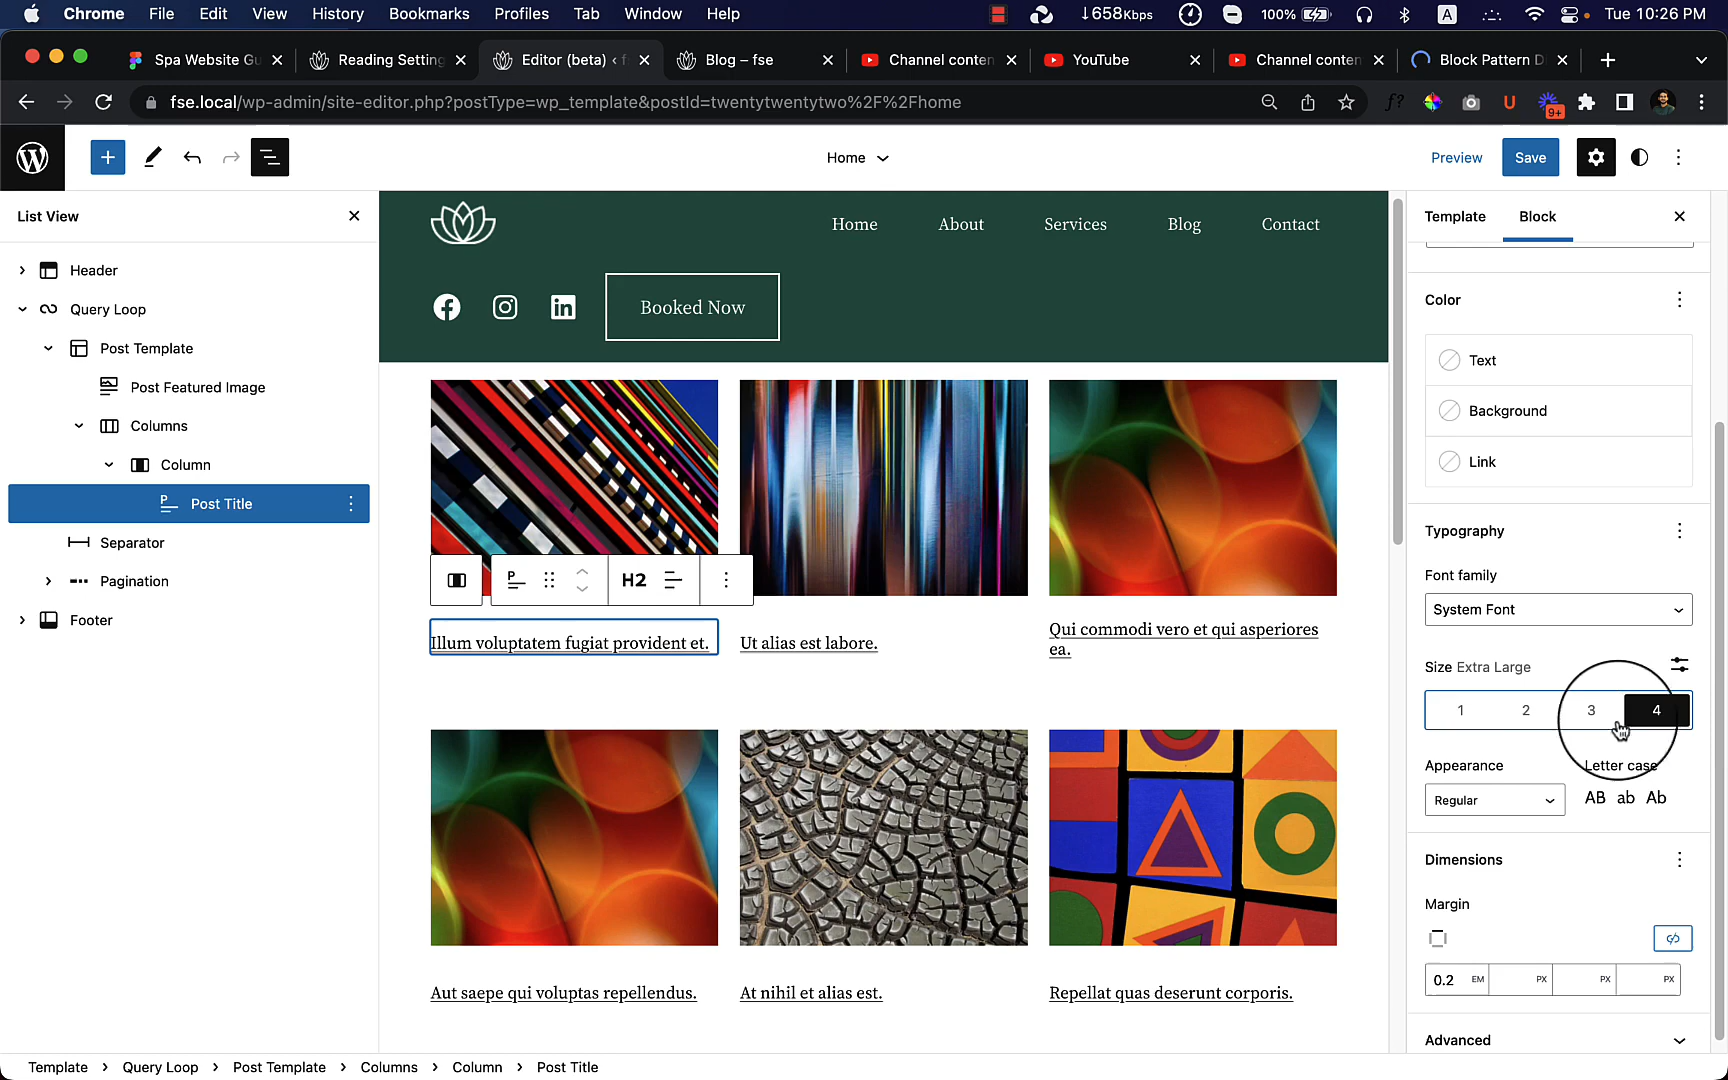 Chrome File Edit View History Bookmarks Profiles Tab Window Help ↓658Kbps 100% A Tue 10:26 PM
Spa Website Gu Reading Setting Editor (beta) ‹ f Blog – fse Channel conten YouTube Channel conten Block Pattern D
fse.local/wp-admin/site-editor.php?postType=wp_template&postId=twentytwentytwo%2F%2Fhome f? U 9+
Home
Preview
Save
List View
Header
Query Loop
Post Template
Post Featured Image
Columns
Column
Post Title
Separator
Pagination
Footer
Home About Services Blog Contact
Booked Now
H2
Illum voluptatem fugiat provident et.
Ut alias est labore.
Qui commodi vero et qui asperiores
ea.
Aut saepe qui voluptas repellendus.
At nihil et alias est.
Repellat quas deserunt corporis.
Template Block
Color
Text
Background
Link
Typography
Font family
System Font
Size Extra Large
1 2 3 4
Appearance Letter case
Regular AB ab Ab
Dimensions
Margin
0.2 EM PX PX PX
Advanced
Template › Query Loop › Post Template › Columns › Column › Post Title